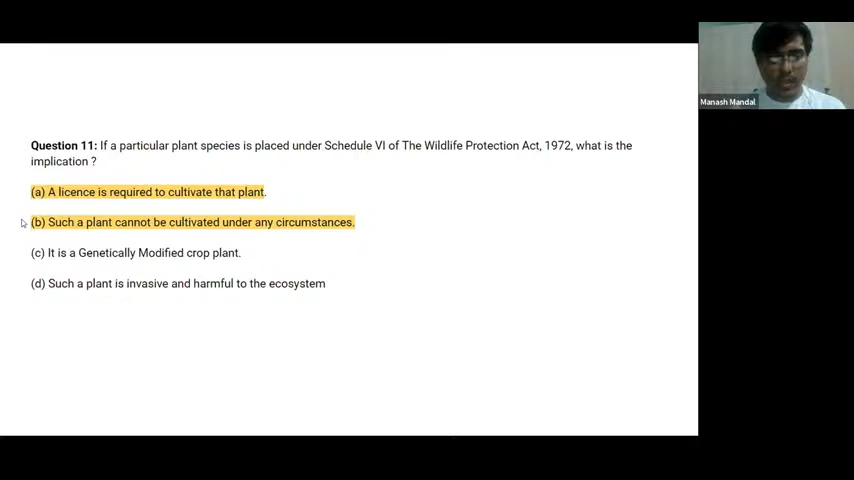 Manash Mandal
Question 11: If a particular plant species is placed under Schedule VI of The Wildlife Protection Act, 1972, what is the
implication ?
(a) A licence is required to cultivate that plant.
(b) Such a plant cannot be cultivated under any circumstances.
(c) It is a Genetically Modified crop plant.
(d) Such a plant is invasive and harmful to the ecosystem